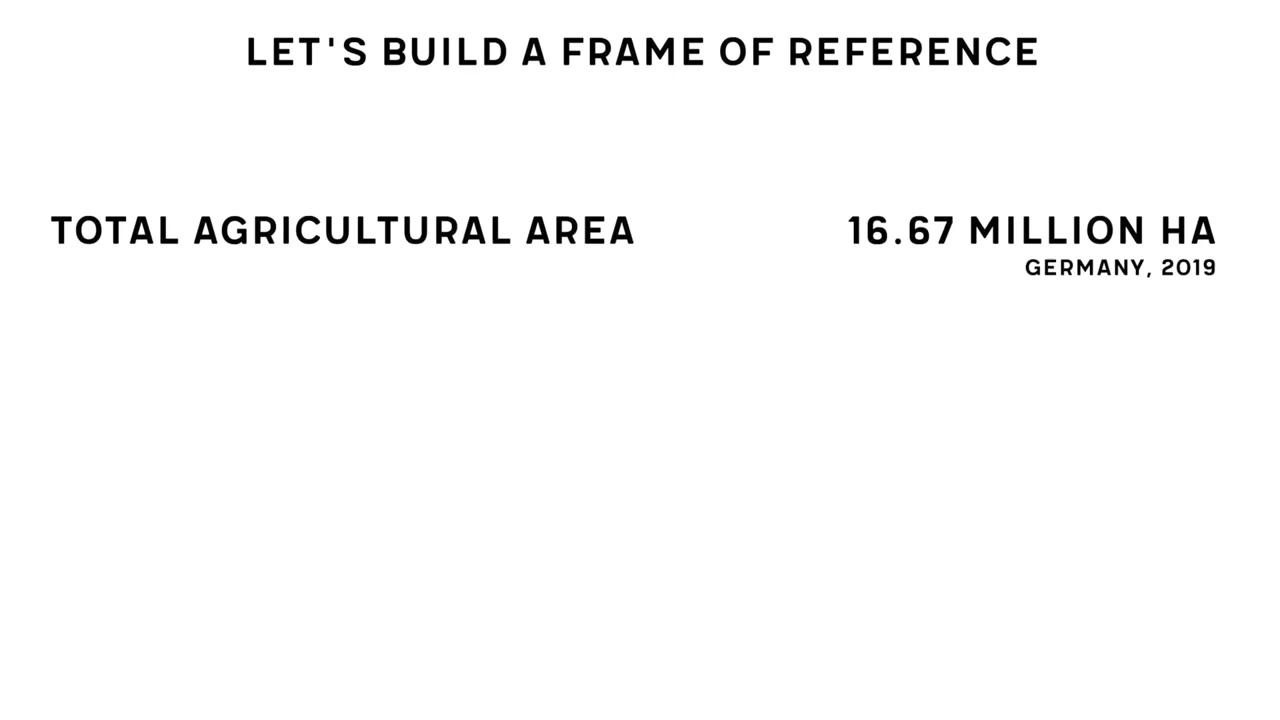 LET'S BUILD A FRAME OF REFERENCE
TOTAL AGRICULTURAL AREA 16.67 MILLION HA
GERMANY, 2019